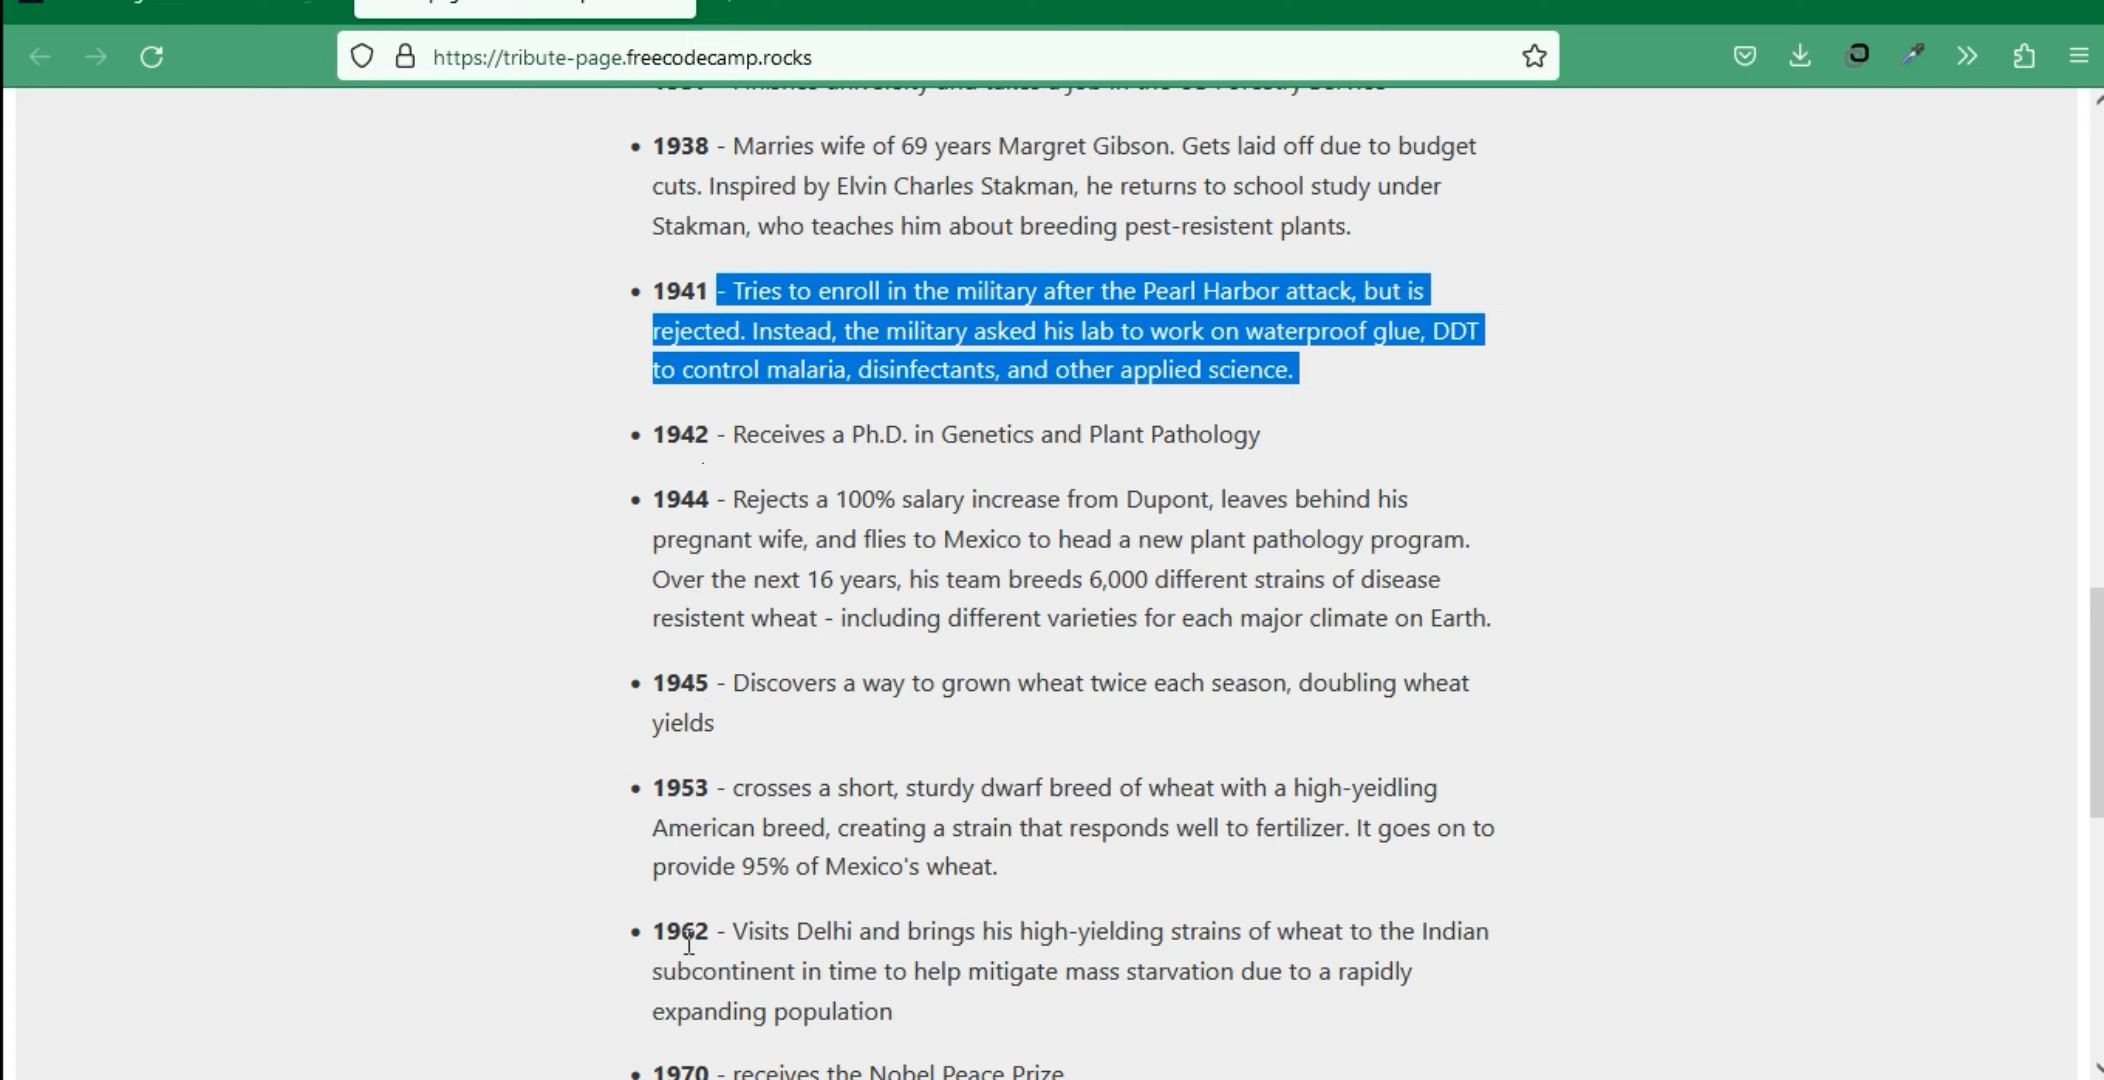 https://tribute-page.freecodecamp.rocks
1938 - Marries wife of 69 years Margret Gibson. Gets laid off due to budget
cuts. Inspired by Elvin Charles Stakman, he returns to school study under
Stakman, who teaches him about breeding pest-resistent plants.
1941 - Tries to enroll in the military after the Pearl Harbor attack, but is
rejected. Instead, the military asked his lab to work on waterproof glue, DDT
to control malaria, disinfectants, and other applied science.
1942 - Receives a Ph.D. in Genetics and Plant Pathology
1944 - Rejects a 100% salary increase from Dupont, leaves behind his
pregnant wife, and flies to Mexico to head a new plant pathology program.
Over the next 16 years, his team breeds 6,000 different strains of disease
resistent wheat - including different varieties for each major climate on Earth.
1945 - Discovers a way to grown wheat twice each season, doubling wheat
yields
1953 - crosses a short, sturdy dwarf breed of wheat with a high-yeidling
American breed, creating a strain that responds well to fertilizer. It goes on to
provide 95% of Mexico's wheat.
1962 - Visits Delhi and brings his high-yielding strains of wheat to the Indian
subcontinent in time to help mitigate mass starvation due to a rapidly
expanding population
1970 - receives the Nobel Peace Prize